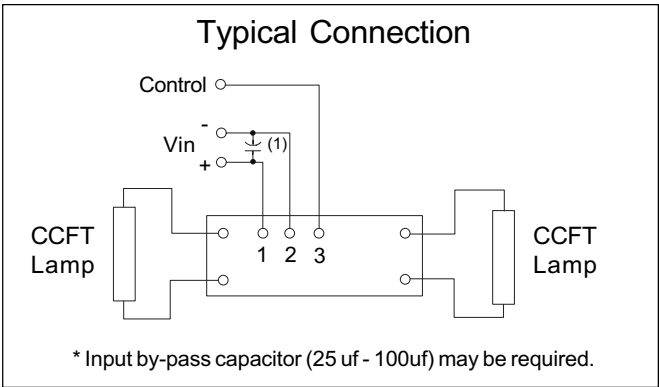 Typical Connection
Control
-
Vin
(1)
+
CCFT
Lamp
1 2 3
CCFT
Lamp
* Input by-pass capacitor (25 uf - 100uf) may be required.